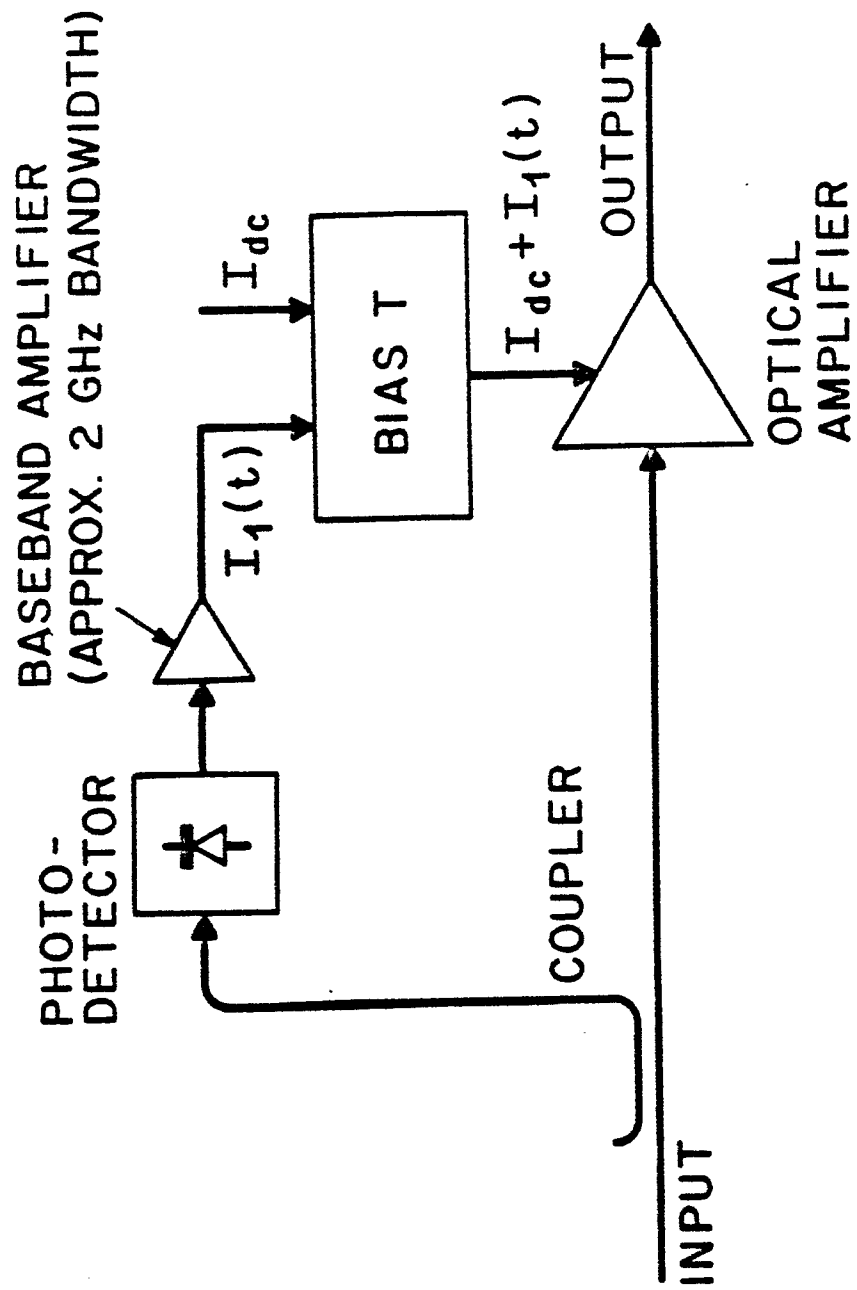 BASEBAND AMPLIFIER
(APPROX. 2 GHz BANDWIDTH)
PHOTO-
DETECTOR
I1(t)
Idc
BIAS T
Idc + I1(t)
COUPLER
OUTPUT
INPUT
OPTICAL
AMPLIFIER